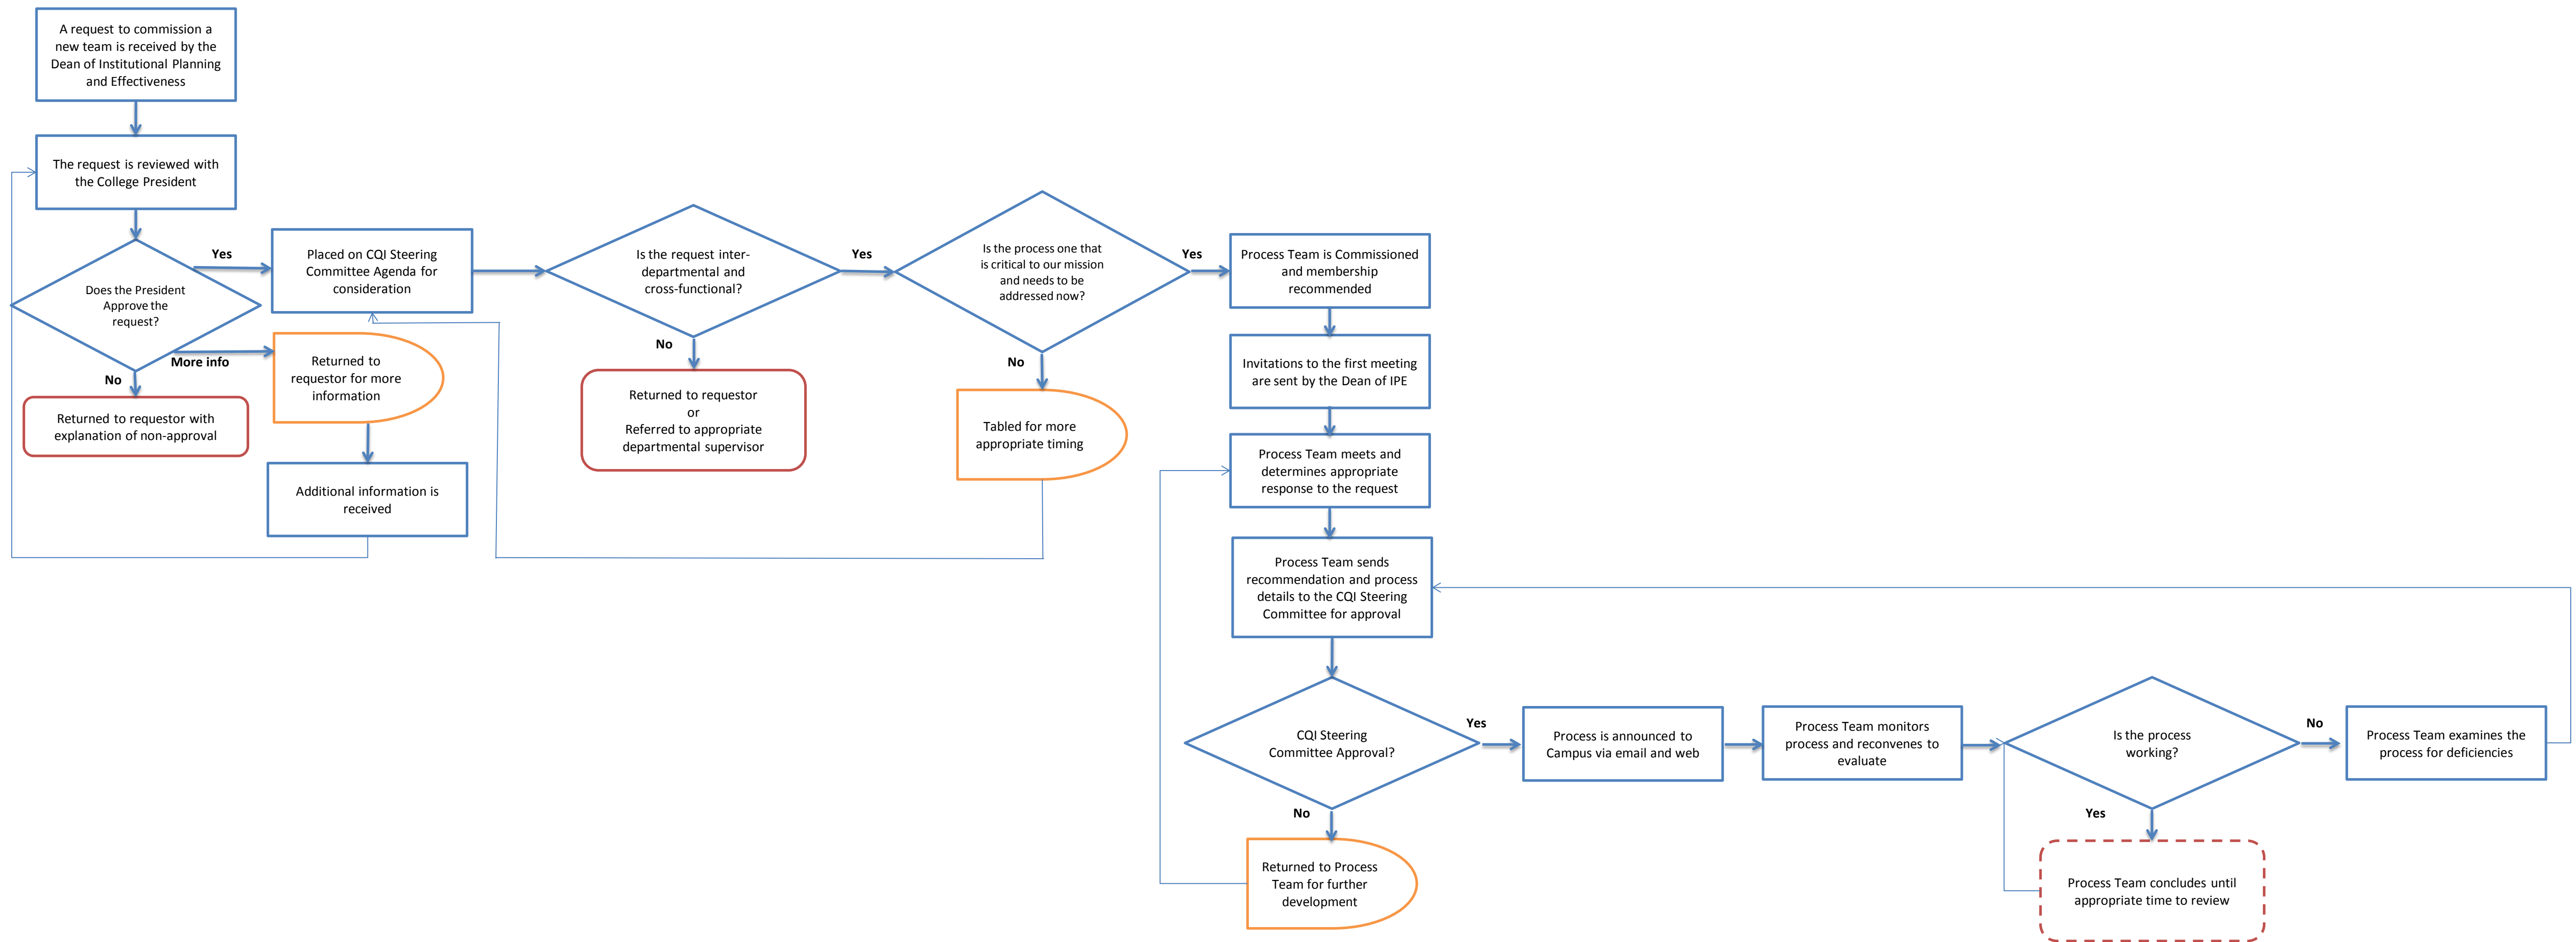 A request to commission a
new team is received by the
Dean of Institutional Planning
and Effectiveness
The request is reviewed with
the College President
Does the President
Approve the
request?
Yes
More info
No
Returned to requestor with
explanation of non-approval
Placed on CQI Steering
Committee Agenda for
consideration
Returned to
requestor for more
information
Additional information is
received
Is the request inter-
departmental and
cross-functional?
Yes
No
Returned to requestor
or
Referred to appropriate
departmental supervisor
Is the process one that
is critical to our mission
and needs to be
addressed now?
Yes
No
Tabled for more
appropriate timing
Process Team is Commissioned
and membership
recommended
Invitations to the first meeting
are sent by the Dean of IPE
Process Team meets and
determines appropriate
response to the request
Process Team sends
recommendation and process
details to the CQI Steering
Committee for approval
CQI Steering
Committee Approval?
Yes
No
Returned to Process
Team for further
development
Process is announced to
Campus via email and web
Process Team monitors
process and reconvenes to
evaluate
Is the process
working?
No
Yes
Process Team examines the
process for deficiencies
Process Team concludes until
appropriate time to review